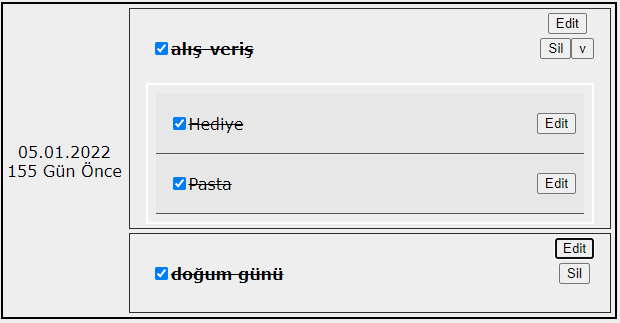 05.01.2022
155 Gün Önce
Edit
alış veriş
Sil v
Hediye Edit
Pasta Edit
Edit
doğum günü Sil